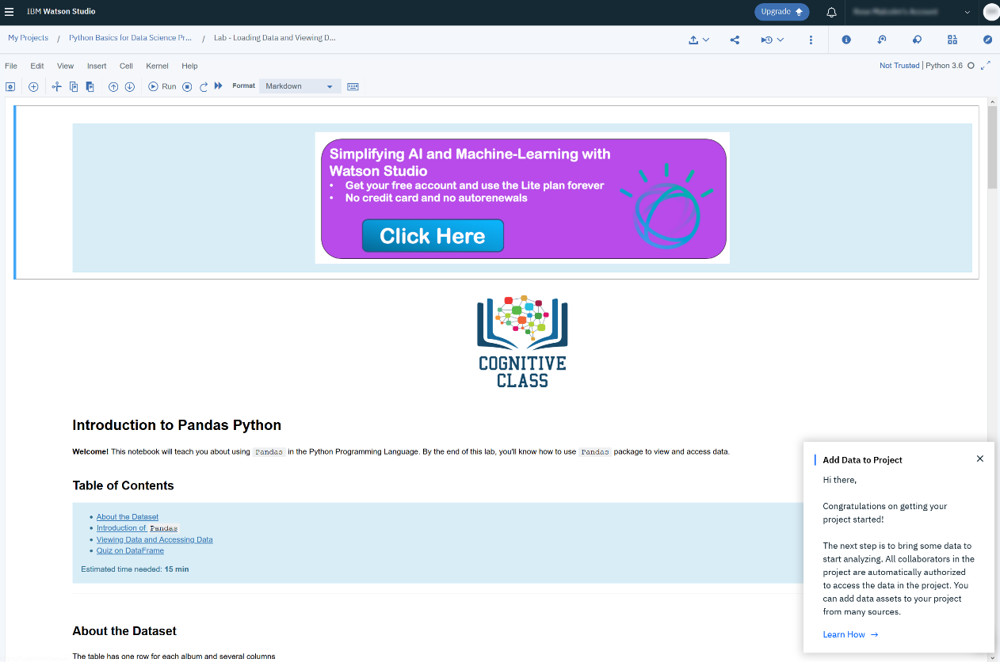 IBM Watson Studio
Upgrade
My Projects / Python Basics for Data Science Pr... / Lab - Loading Data and Viewing D...
File Edit View Insert Cell Kernel Help
Not Trusted | Python 3.6
Run
Format
Markdown
Simplifying AI and Machine-Learning with
Watson Studio
• Get your free account and use the Lite plan forever
• No credit card and no autorenewals
Click Here
COGNITIVE
CLASS
Introduction to Pandas Python
Welcome! This notebook will teach you about using Pandas in the Python Programming Language. By the end of this lab, you'll know how to use Pandas package to view and access data.
Table of Contents
• About the Dataset
• Introduction of Pandas
• Viewing Data and Accessing Data
• Quiz on DataFrame
Estimated time needed: 15 min
About the Dataset
The table has one row for each album and several columns
Add Data to Project
Hi there,
Congratulations on getting your
project started!
The next step is to bring some data to
start analyzing. All collaborators in the
project are automatically authorized
to access the data in the project. You
can add data assets to your project
from many sources.
Learn How →